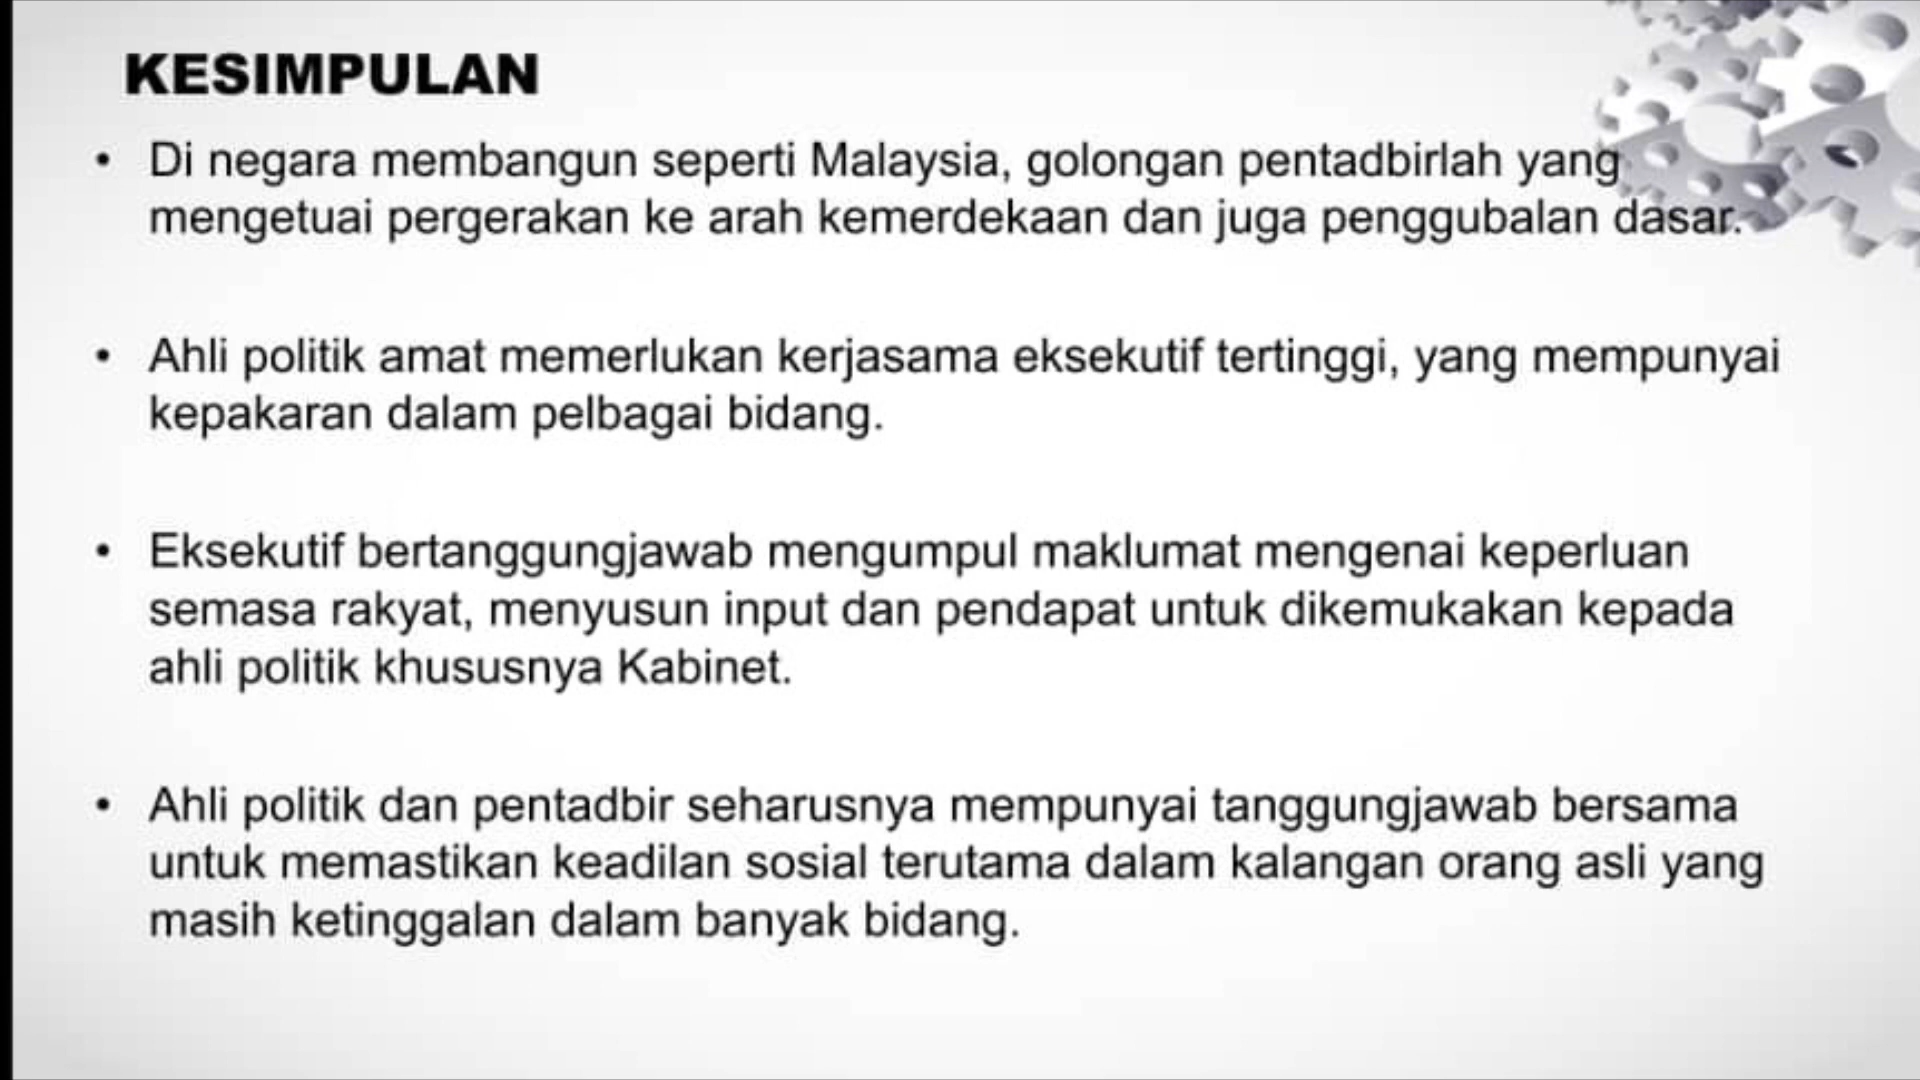 KESIMPULAN
• Di negara membangun seperti Malaysia, golongan pentadbirlah yang
mengetuai pergerakan ke arah kemerdekaan dan juga penggubalan dasar.
• Ahli politik amat memerlukan kerjasama eksekutif tertinggi, yang mempunyai
kepakaran dalam pelbagai bidang.
• Eksekutif bertanggungjawab mengumpul maklumat mengenai keperluan
semasa rakyat, menyusun input dan pendapat untuk dikemukakan kepada
ahli politik khususnya Kabinet.
• Ahli politik dan pentadbir seharusnya mempunyai tanggungjawab bersama
untuk memastikan keadilan sosial terutama dalam kalangan orang asli yang
masih ketinggalan dalam banyak bidang.